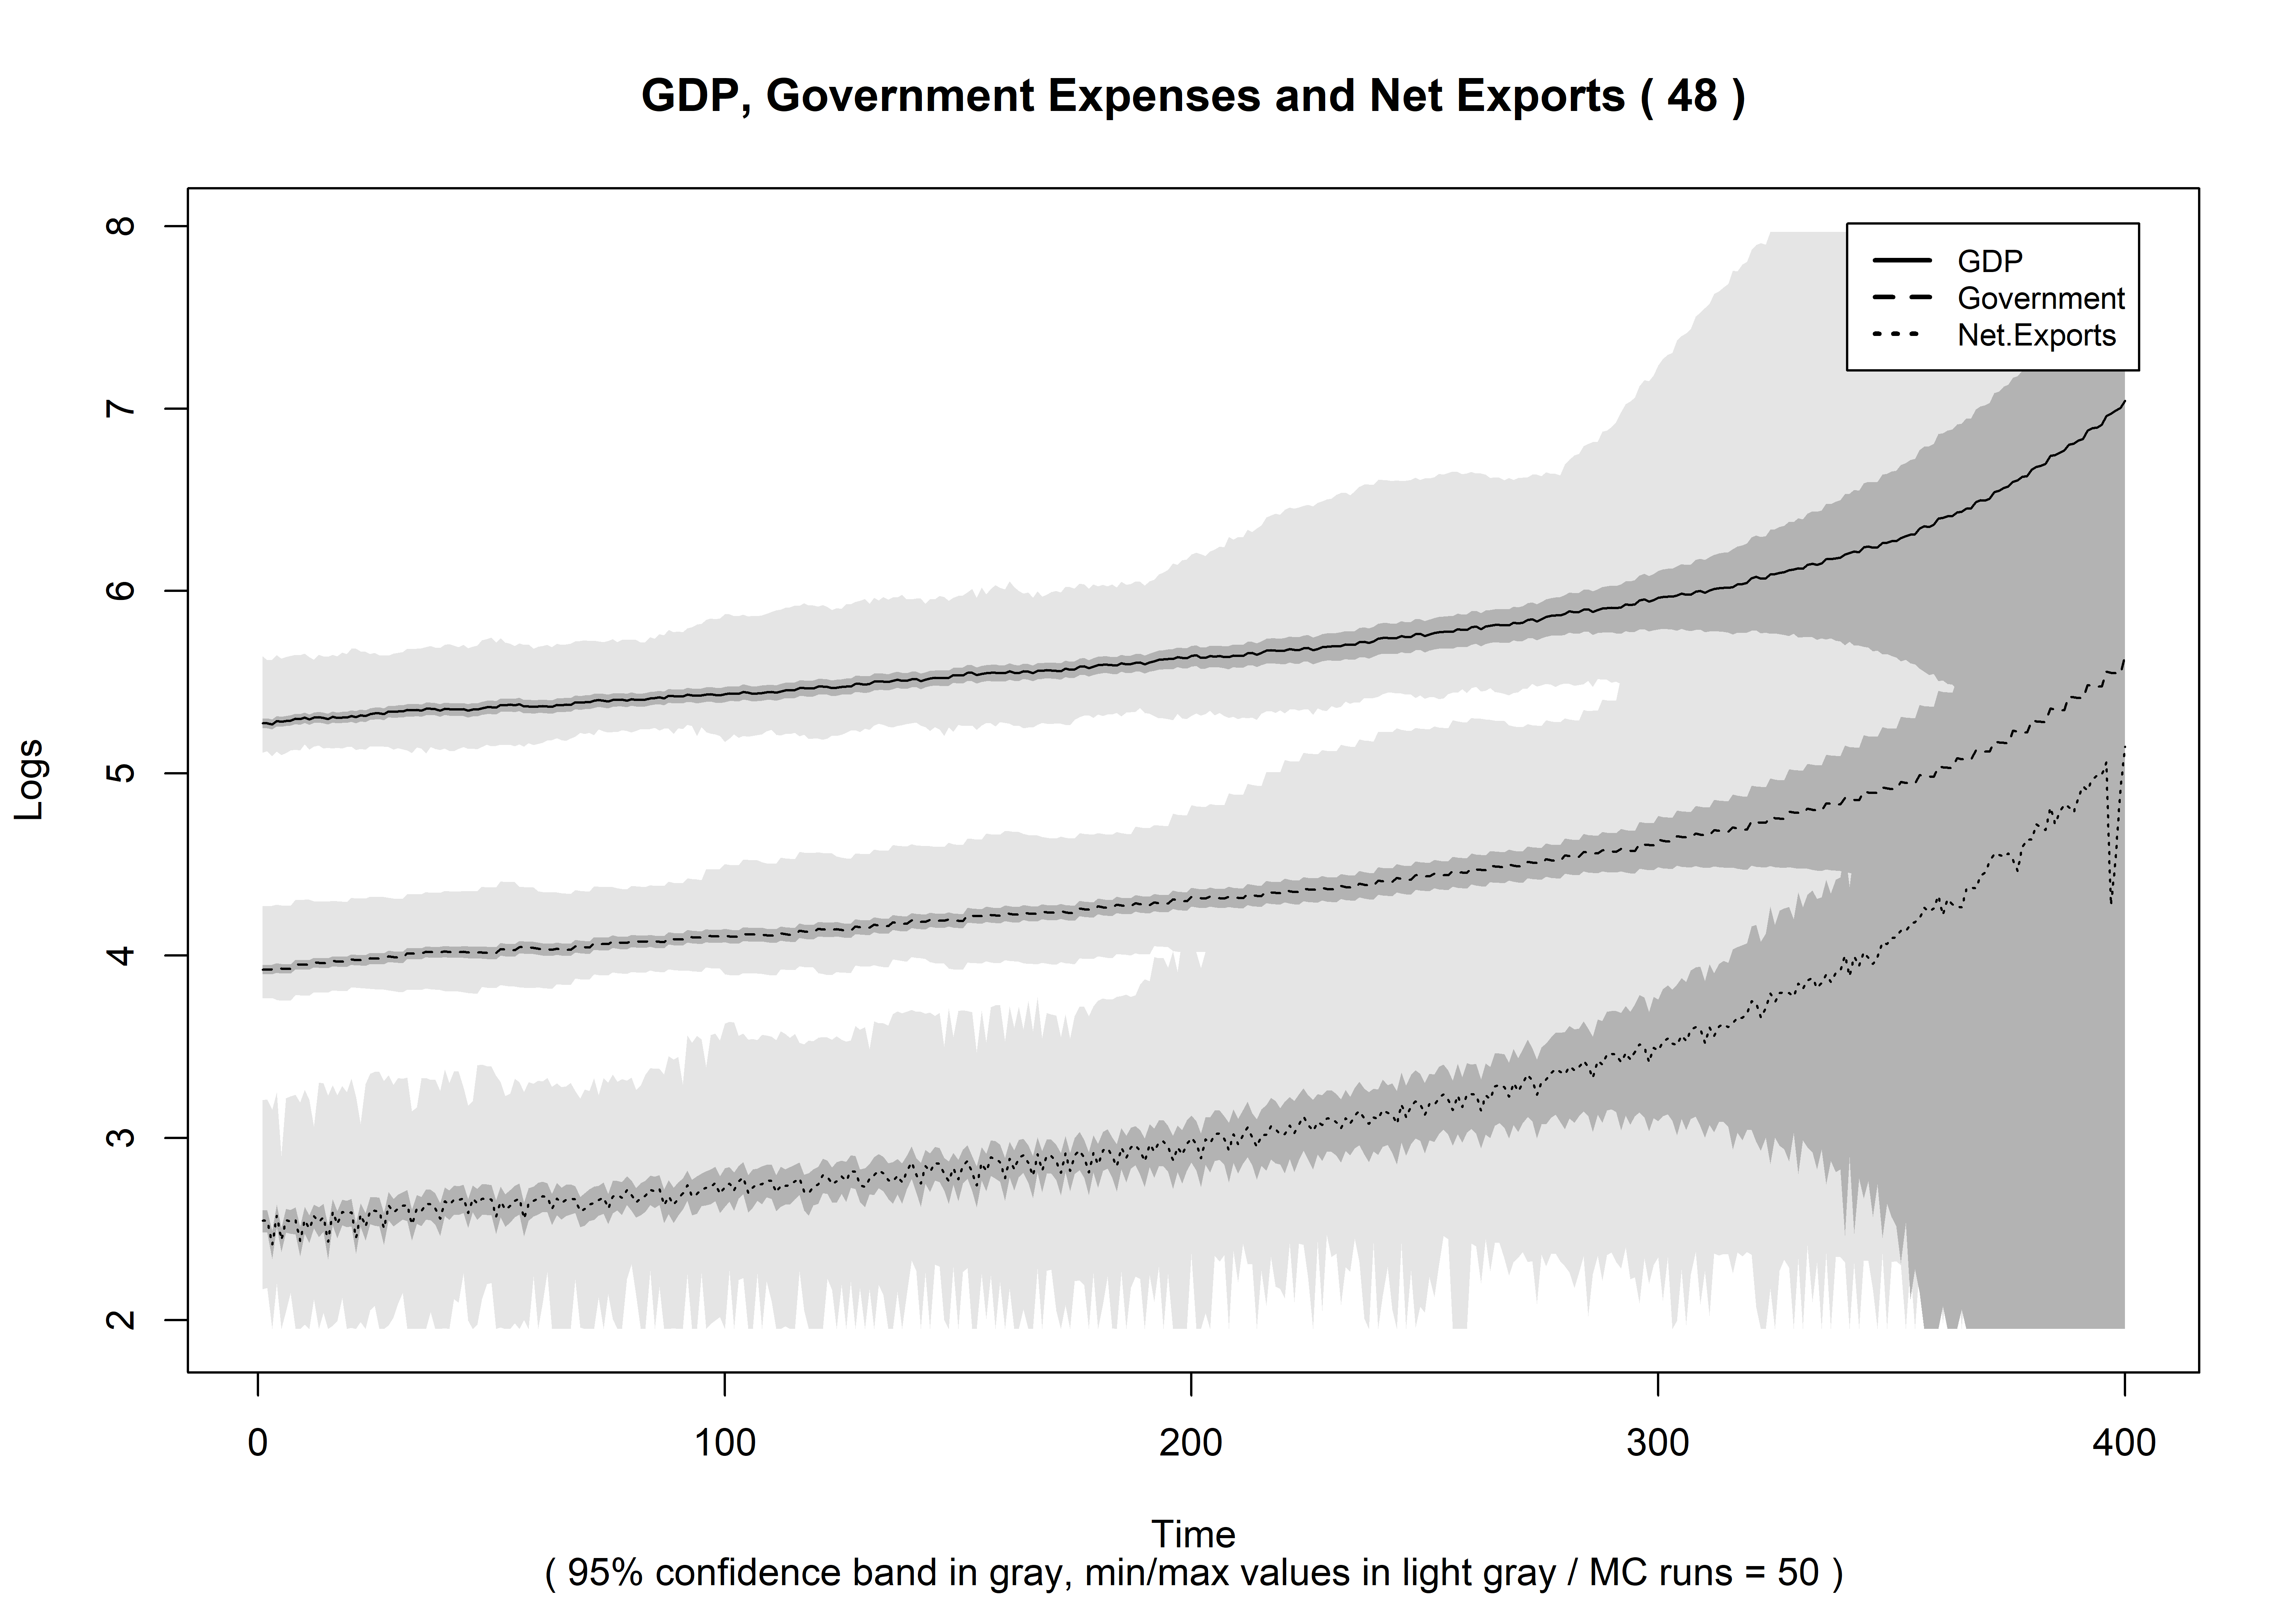 GDP, Government Expenses and Net Exports ( 48 )
8
7
6
5
4
3
2
Logs
GDP
Government
Net.Exports
0 100 200 300 400
Time
( 95% confidence band in gray, min/max values in light gray / MC runs = 50 )